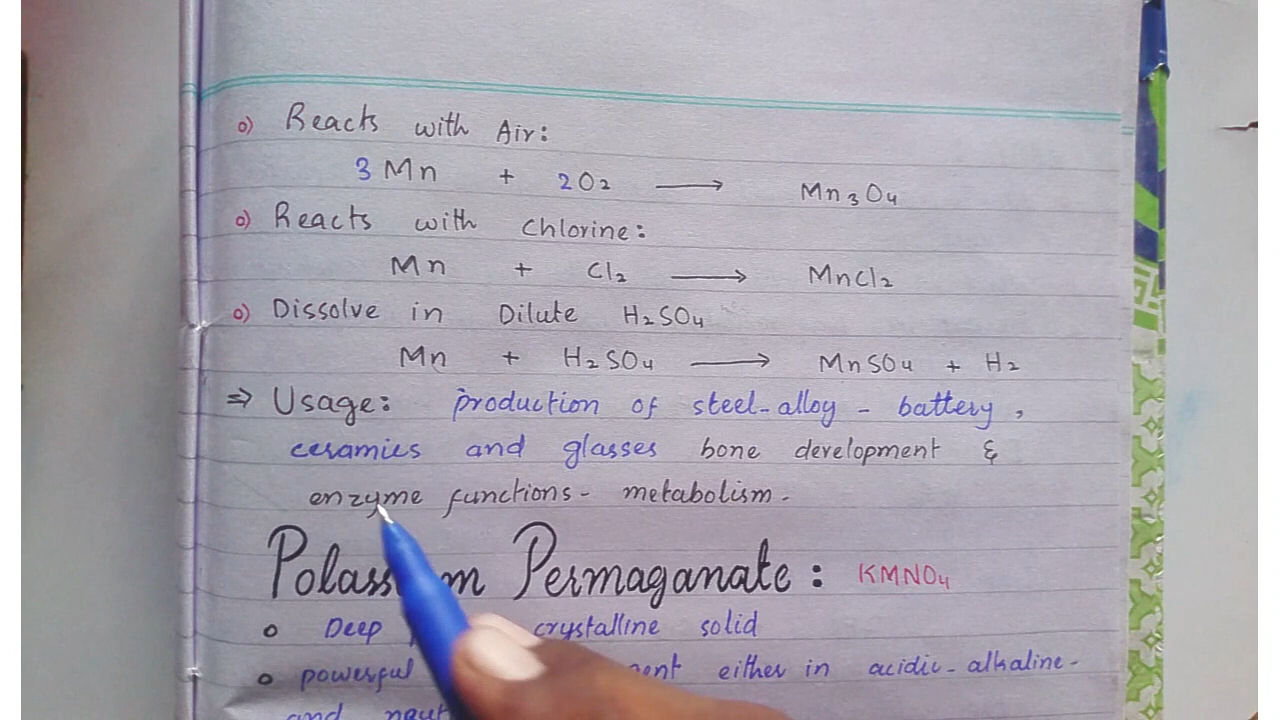 o) Reacts with Air:
3 Mn + 2O2 ⟶ Mn3O4
o) Reacts with Chlorine:
Mn + Cl2 ⟶ MnCl2
o) Dissolve in Dilute H2SO4
Mn + H2SO4 ⟶ MnSO4 + H2
⇒ Usage: production of steel-alloy - battery,
ceramics and glasses bone development &
enzyme functions - metabolism.
Permaganate: KMNO4
o Deep crystalline solid
o powerful either in acidic-alkaline-
and